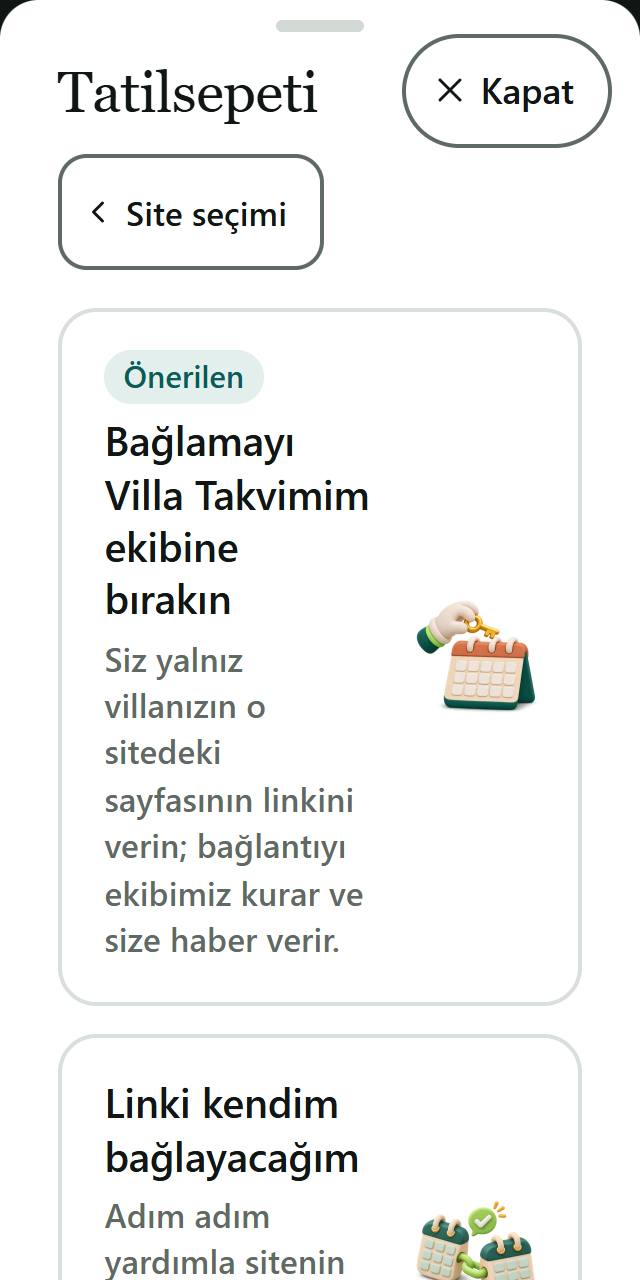 Tatilsepeti
Kapat
Site seçimi
Önerilen
Bağlamayı
Villa Takvimim
ekibine
bırakın
Siz yalnız
villanızın o
sitedeki
sayfasının linkini
verin; bağlantıyı
ekibimiz kurar ve
size haber verir.
Linki kendim
bağlayacağım
Adım adım
yardımla sitenin